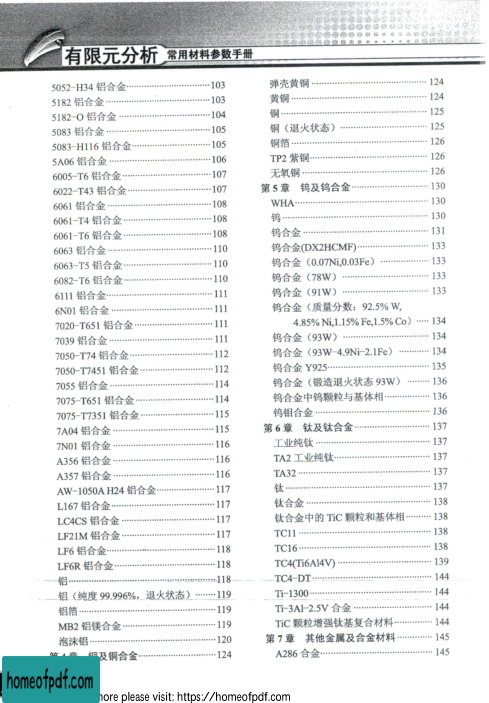 有限元分析 常用材料参数手册
5052-H34 铝合金 103
5182 铝合金 103
5182-O 铝合金 104
5083 铝合金 105
5083-H116 铝合金 105
5A06 铝合金 106
6005-T6 铝合金 107
6022-T43 铝合金 107
6061 铝合金 108
6061-T4 铝合金 108
6061-T6 铝合金 108
6063 铝合金 110
6063-T5 铝合金 110
6082-T6 铝合金 110
6111 铝合金 111
6N01 铝合金 111
7020-T651 铝合金 111
7039 铝合金 111
7050-T74 铝合金 112
7050-T7451 铝合金 112
7055 铝合金 114
7075-T651 铝合金 114
7075-T7351 铝合金 115
7A04 铝合金 115
7N01 铝合金 116
A356 铝合金 116
A357 铝合金 116
AW-1050A H24 铝合金 117
L167 铝合金 117
LC4CS 铝合金 117
LF21M 铝合金 117
LF6 铝合金 118
LF6R 铝合金 118
铝 118
铝（纯度 99.996%，退火状态） 119
铝箔 119
MB2 铝镁合金 119
泡沫铝 120
第 4 章 铜及铜合金 124
弹壳黄铜 124
黄铜 124
铜 125
铜（退火状态） 125
铜箔 126
TP2 紫铜 126
无氧铜 126
第 5 章 钨及钨合金 130
WHA 130
钨 130
钨合金 131
钨合金(DX2HCMF) 133
钨合金（0.07Ni,0.03Fe） 133
钨合金（78W） 133
钨合金（91W） 133
钨合金（质量分数：92.5% W,
4.85% Ni,1.15% Fe,1.5% Co） 134
钨合金（93W） 134
钨合金（93W-4.9Ni-2.1Fe） 134
钨合金 Y925 135
钨合金（锻造退火状态 93W） 136
钨合金中钨颗粒与基体相 136
钨钼合金 136
第 6 章 钛及钛合金 137
工业纯钛 137
TA2 工业纯钛 137
TA32 137
钛 137
钛合金 138
钛合金中的 TiC 颗粒和基体相 138
TC11 138
TC16 138
TC4(Ti6Al4V) 139
TC4-DT 144
Ti-1300 144
Ti-3Al-2.5V 合金 144
TiC 颗粒增强钛基复合材料 144
第 7 章 其他金属及合金材料 145
A286 合金 145
homeofpdf.com
more please visit: https://homeofpdf.com